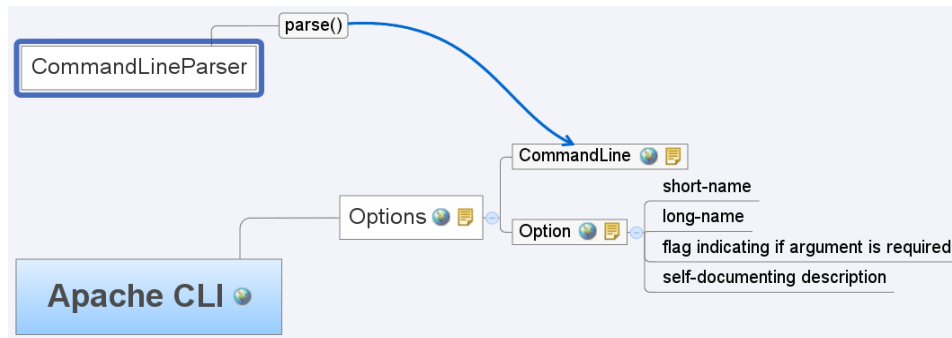 parse()
CommandLineParser
CommandLine
short-name
Options
long-name
Option
flag indicating if argument is required
self-documenting description
Apache CLI